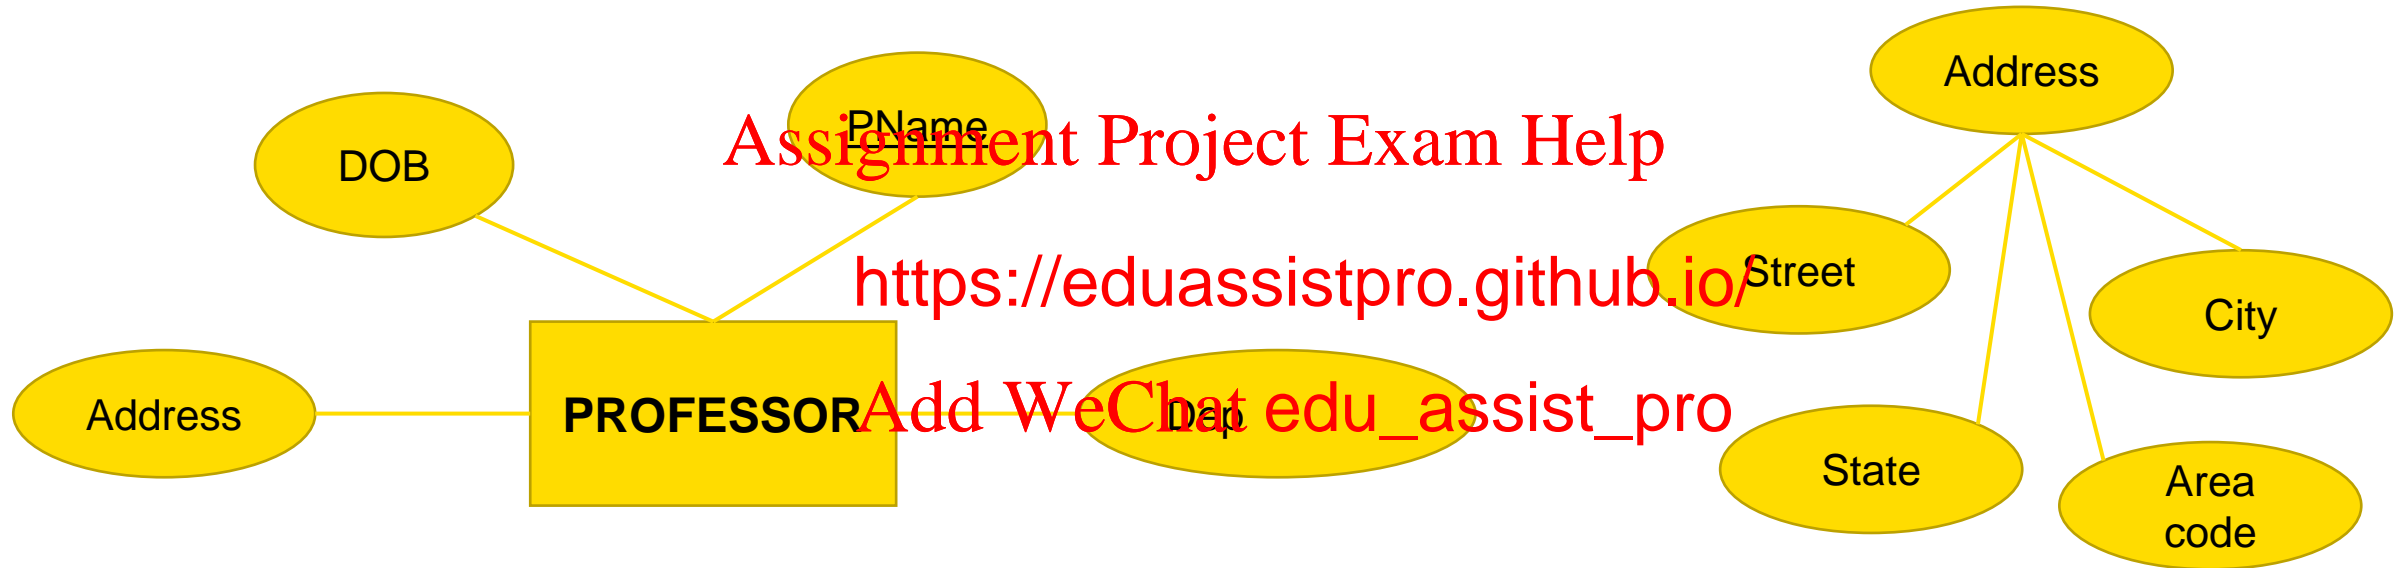 Address
PName
Assignment Project Exam Help
DOB
Street
https://eduassistpro.github.io/
City
Address
PROFESSOR
Add WeChat edu_assist_pro
State
Area
code